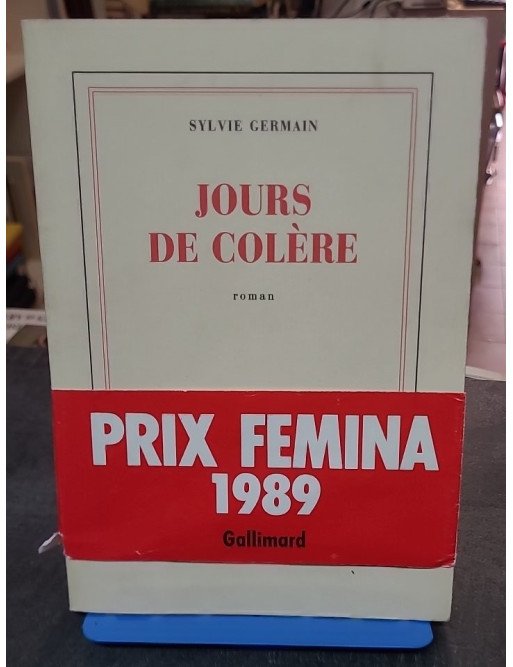 SYLVIE GERMAIN
JOURS
DE COLÈRE
roman
PRIX FEMINA
1989
Gallimard